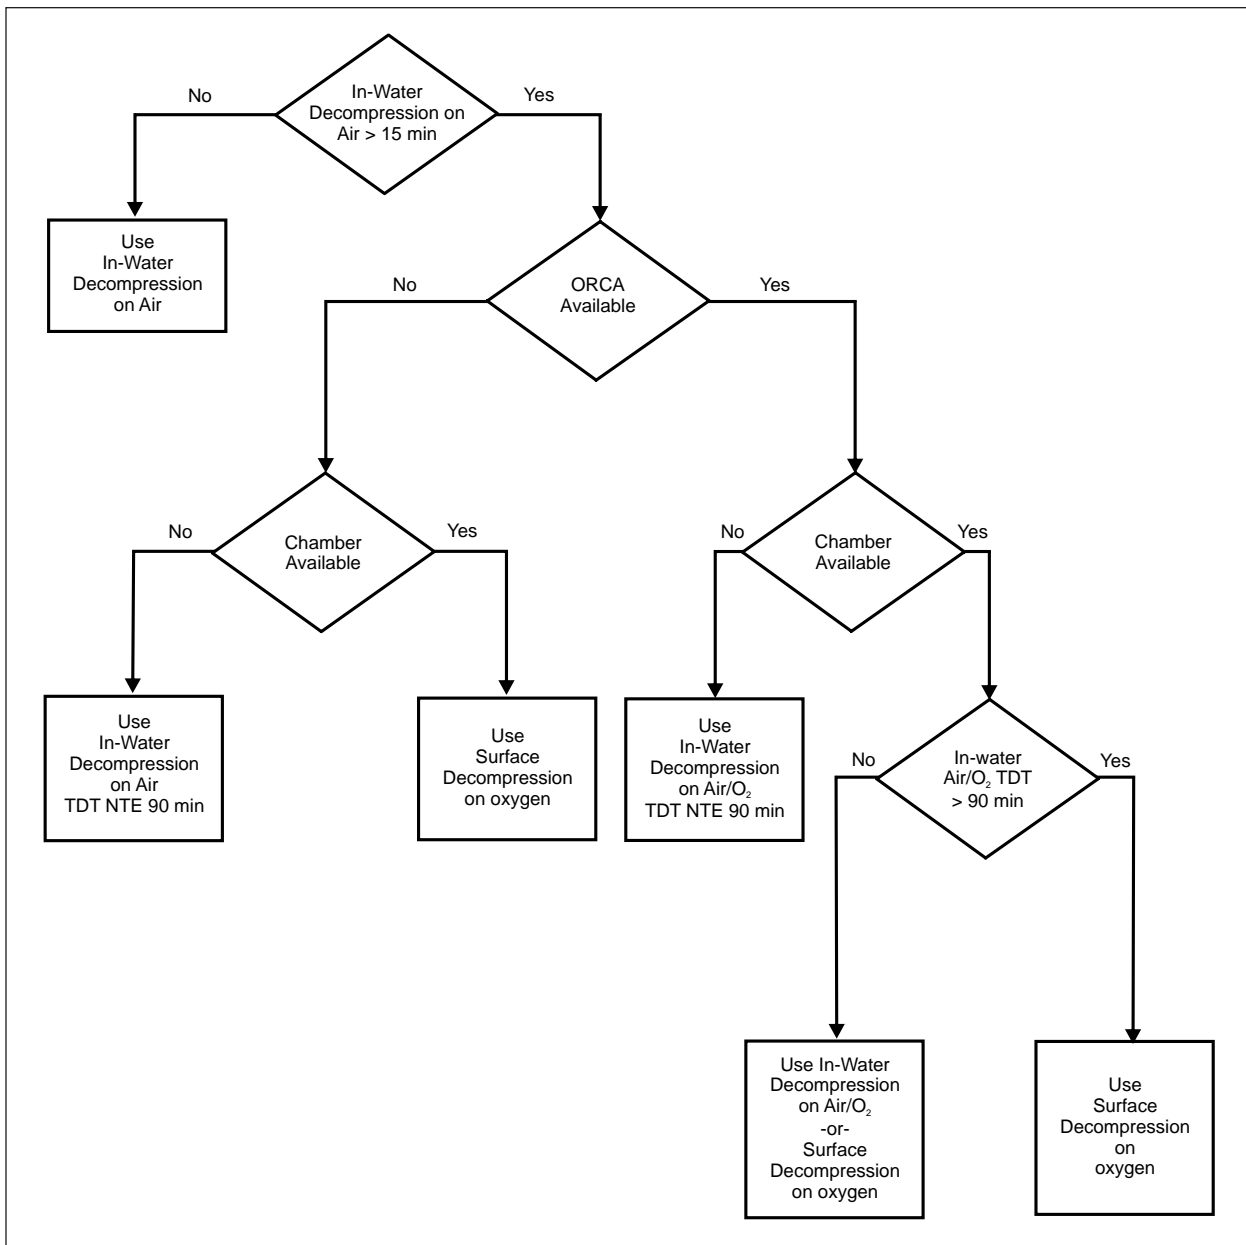 No
In-Water
Decompression on
Air > 15 min
Yes
Use
In-Water
Decompression
on Air
No
ORCA
Available
Yes
No
Chamber
Available
Yes
No
Chamber
Available
Yes
Use
In-Water
Decompression
on Air
TDT NTE 90 min
Use
Surface
Decompression
on oxygen
Use
In-Water
Decompression
on Air/O₂
TDT NTE 90 min
No
In-water
Air/O₂ TDT
> 90 min
Yes
Use In-Water
Decompression
on Air/O₂
-or-
Surface
Decompression
on oxygen
Use
Surface
Decompression
on
oxygen